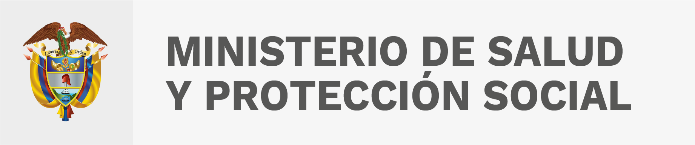 MINISTERIO DE SALUD
Y PROTECCIÓN SOCIAL